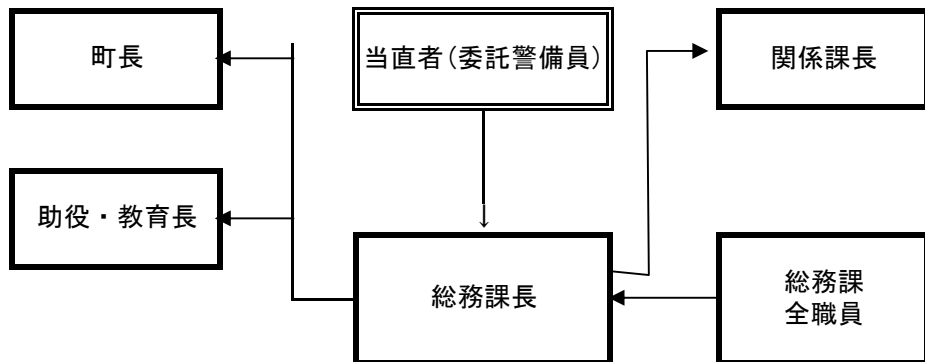 町長
当直者（委託警備員）
関係課長
助役・教育長
総務課長
総務課
全職員